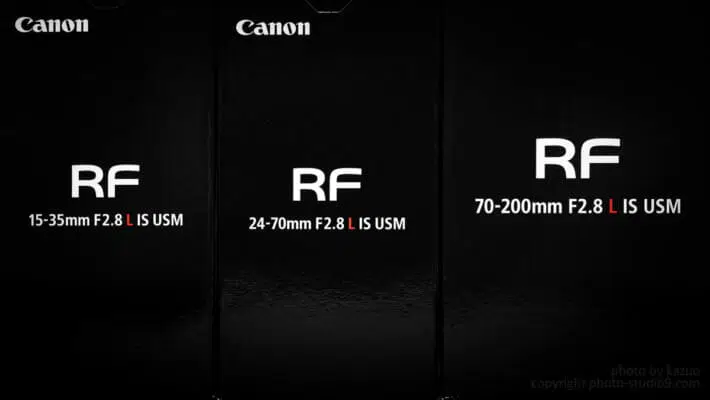 Canon
RF
15-35mm F2.8 L IS USM
Canon
RF
24-70mm F2.8 L IS USM
RF
70-200mm F2.8 L IS USM
photo by kazuo
copyright photo-studio9.com